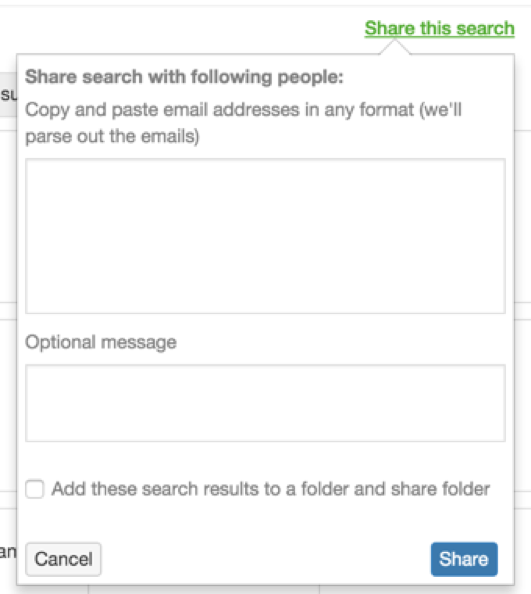 Share this search
Share search with following people:
su
Copy and paste email addresses in any format (we'll
parse out the emails)
Optional message
Add these search results to a folder and share folder
an
Cancel
Share